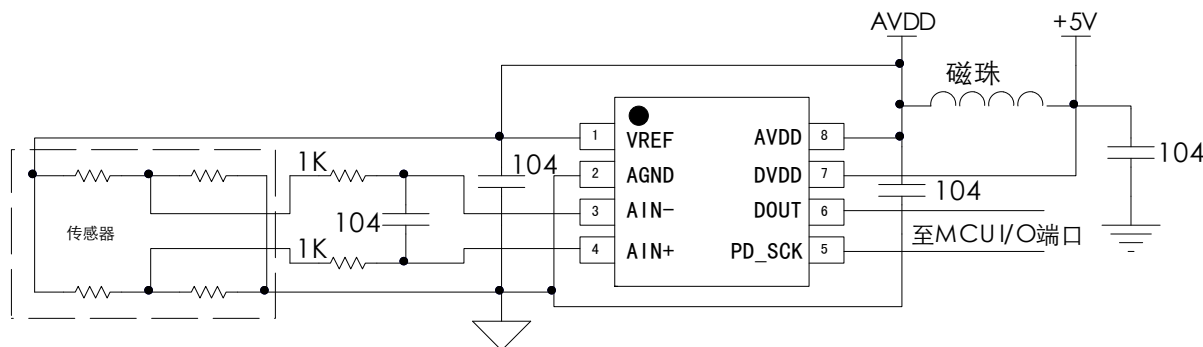 AVDD
+5V
磁珠
1
VREF
AVDD
8
1K
104
2
AGND
DVDD
7
104
104
3
AIN-
DOUT
6
传感器
104
至MCUI/O端口
1K
4
AIN+
PD_SCK
5